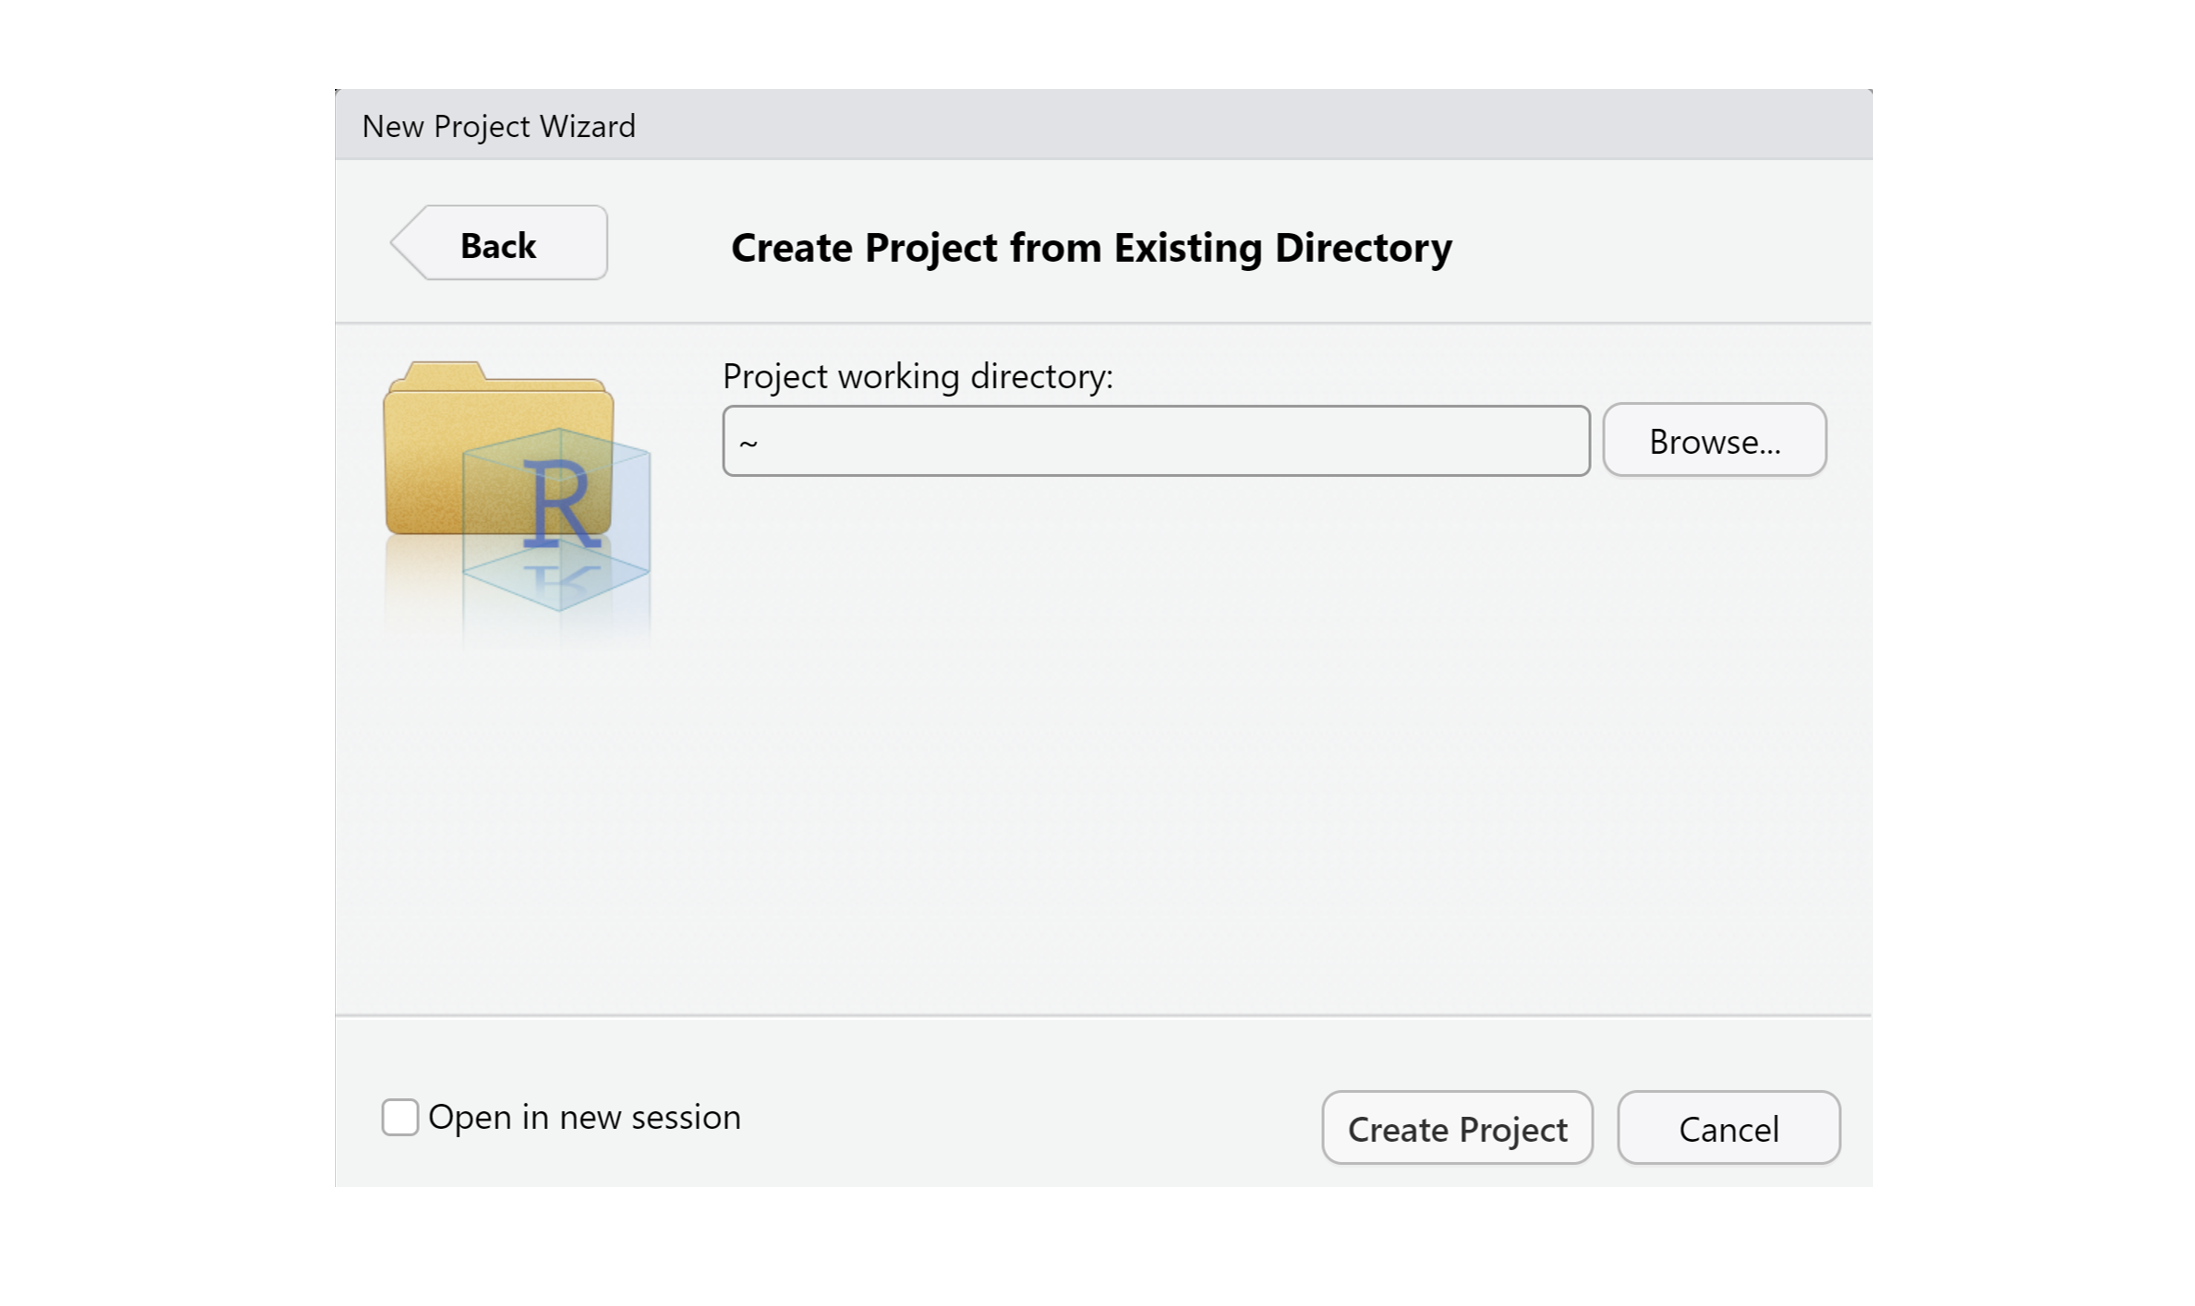 New Project Wizard
Back
Create Project from Existing Directory
Project working directory:
~
Browse...
R
Open in new session
Create Project
Cancel